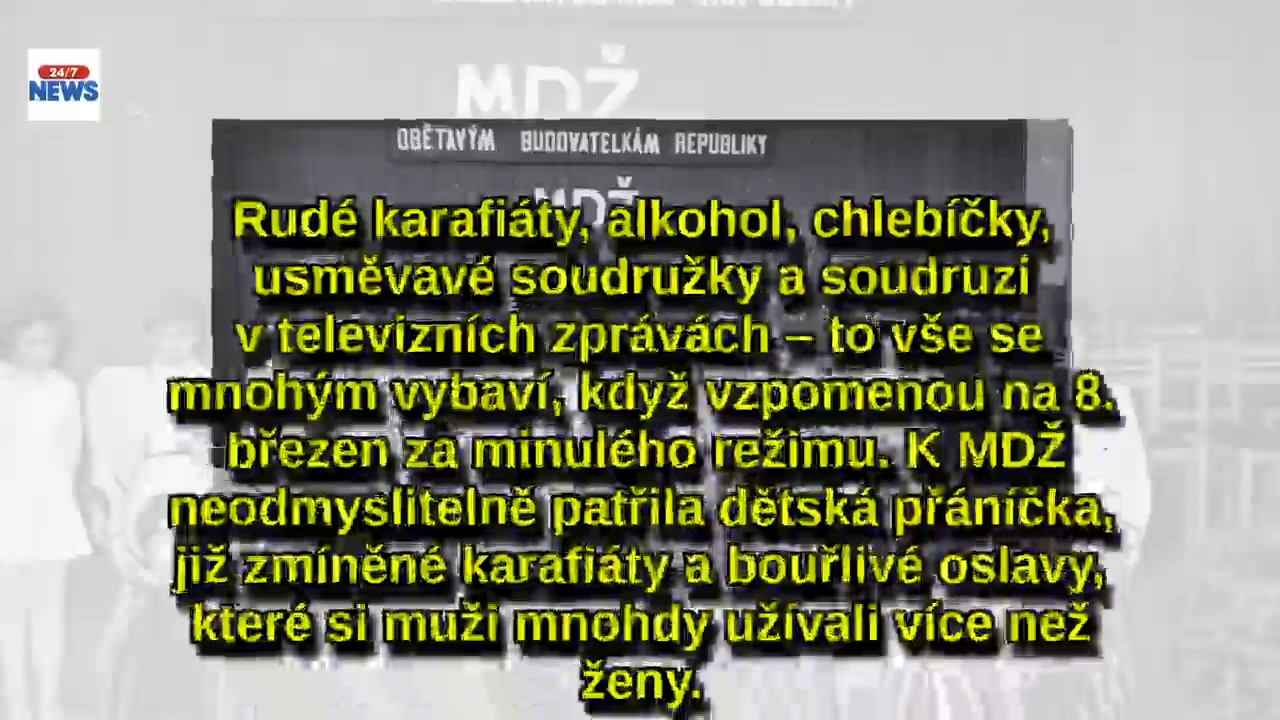 24/7
NEWS
MDŽ
OBĚTAVÝM BUDOVATELKÁM REPUBLIKY
MDŽ
Rudé karafiáty, alkohol, chlebíčky,
usměvavé soudružky a soudruzi
v televizních zprávách – to vše se
mnohým vybaví, když vzpomenou na 8.
březen za minulého režimu. K MDŽ
neodmyslitelně patřila dětská přáníčka,
již zmíněné karafiáty a bouřlivé oslavy,
které si muži mnohdy užívali více než
ženy.